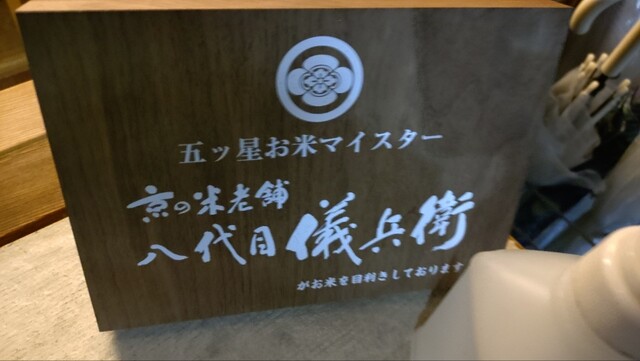 五ッ星お米マイスター
京の米老舗
八代目儀兵衛
がお米を目利きしております